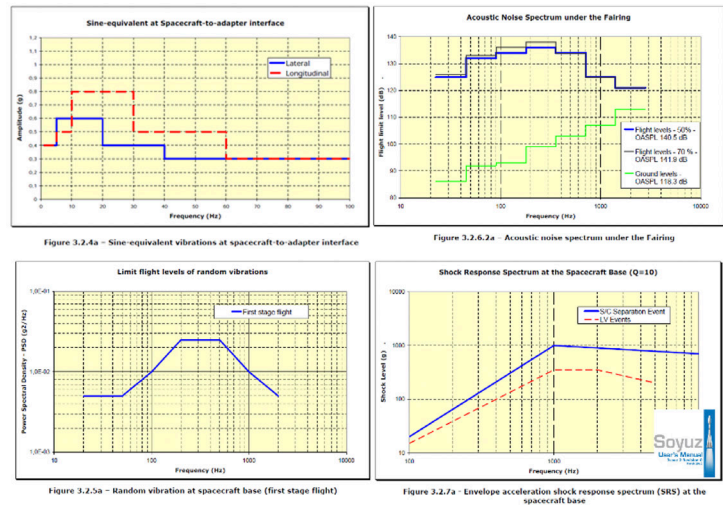 Sine-equivalent at Spacecraft-to-adapter interface
Amplitude (g)
1,2
1,1
1
0,9
0,8
0,7
0,6
0,5
0,4
0,3
0,2
0,1
0
Lateral
Longitudinal
0 10 20 30 40 50 60 70 80 90 100
Frequency (Hz)
Figure 3.2.4a – Sine-equivalent vibrations at spacecraft-to-adapter interface
Acoustic Noise Spectrum under the Fairing
Flight limit level (dB)
140
130
120
110
100
90
80
Flight levels - 50% -
OASPL 140.5 dB
Flight levels - 70 % -
OASPL 141.9 dB
Ground levels -
OASPL 118.3 dB
10 100 1000 10000
Frequency (Hz)
Figure 3.2.6.2a – Acoustic noise spectrum under the Fairing
Limit flight levels of random vibrations
Power Spectral Density - PSD (g2/Hz)
1,0E-01
1,0E-02
1,0E-03
First stage flight
10 100 1000 10000
Frequency (Hz)
Figure 3.2.5a – Random vibration at spacecraft base (first stage flight)
Shock Response Spectrum at the Spacecraft Base (Q=10)
Shock Level (g)
10000
1000
100
10
S/C Separation Event
LV Events
100 1000
Frequency (Hz)
Soyuz
User's Manual
Figure 3.2.7a - Envelope acceleration shock response spectrum (SRS) at the
spacecraft base